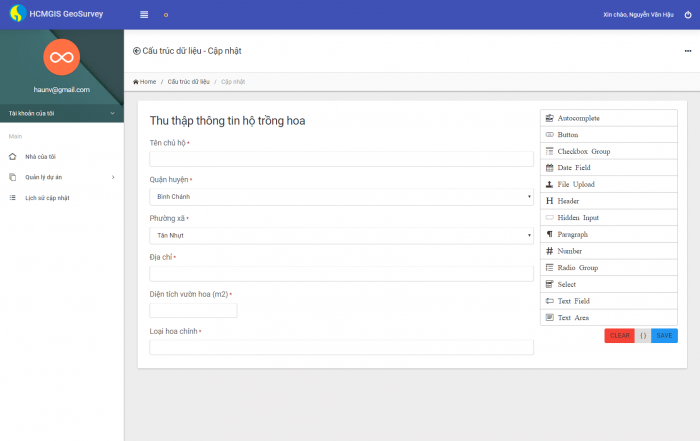 HCMGIS GeoSurvey
Xin chào, Nguyễn Văn Hậu
haunv@gmail.com
Tài khoản của tôi
Main
Nhà của tôi
Quản lý dự án
Lịch sử cập nhật
Cấu trúc dữ liệu - Cập nhật
Home / Cấu trúc dữ liệu / Cập nhật
Thu thập thông tin hộ trồng hoa
Tên chủ hộ *
Quận huyện *
Bình Chánh
Phường xã *
Tân Nhựt
Địa chỉ *
Diện tích vườn hoa (m2) *
Loại hoa chính *
Autocomplete
Button
Checkbox Group
Date Field
File Upload
Header
Hidden Input
Paragraph
Number
Radio Group
Select
Text Field
Text Area
CLEAR { } SAVE